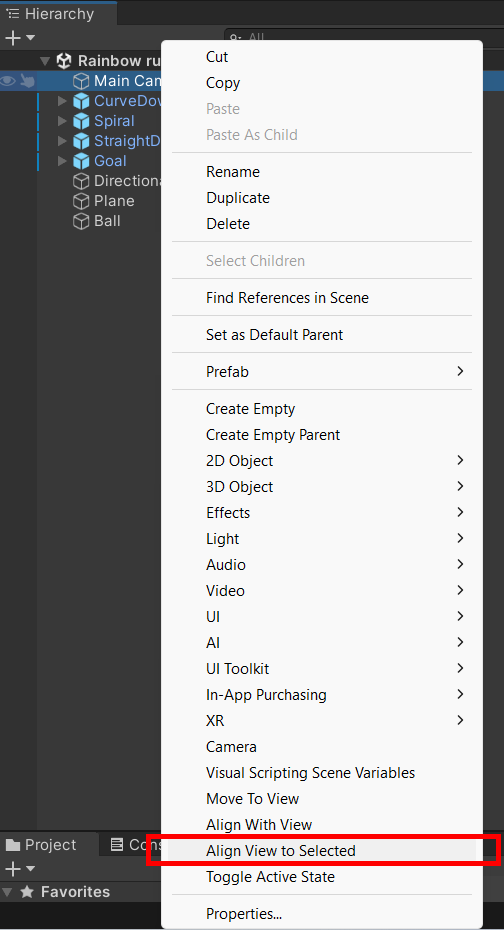 Hierarchy
All
Rainbow ru
Main Cam
CurveDov
Spiral
StraightD
Goal
Directiona
Plane
Ball
Cut
Copy
Paste
Paste As Child
Rename
Duplicate
Delete
Select Children
Find References in Scene
Set as Default Parent
Prefab
Create Empty
Create Empty Parent
2D Object
3D Object
Effects
Light
Audio
Video
UI
AI
UI Toolkit
In-App Purchasing
XR
Camera
Visual Scripting Scene Variables
Move To View
Align With View
Align View to Selected
Toggle Active State
Properties...
Project
Cons
Favorites